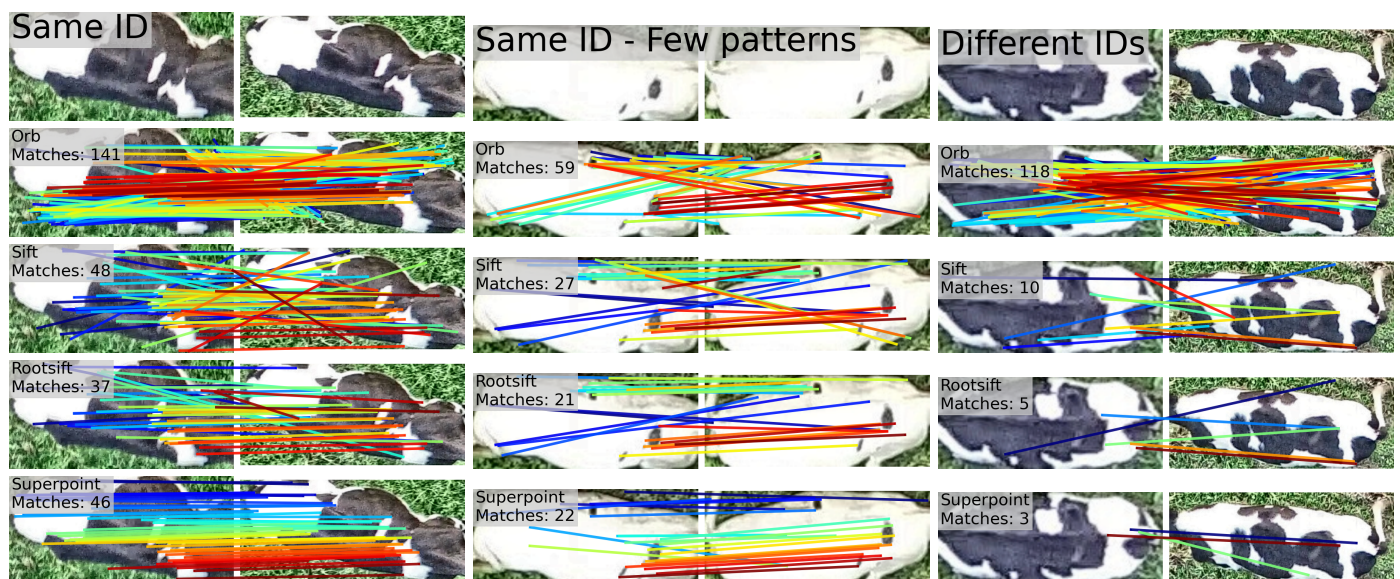 Same ID
Same ID - Few patterns
Different IDs
Orb
Matches: 141
Orb
Matches: 59
Orb
Matches: 118
Sift
Matches: 48
Sift
Matches: 27
Sift
Matches: 10
Rootsift
Matches: 37
Rootsift
Matches: 21
Rootsift
Matches: 5
Superpoint
Matches: 46
Superpoint
Matches: 22
Superpoint
Matches: 3